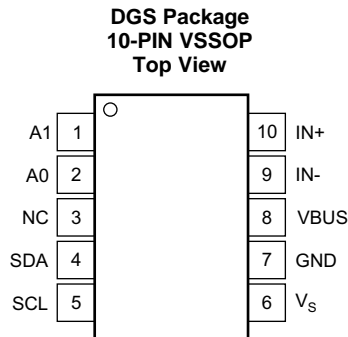 DGS Package
10-PIN VSSOP
Top View
A1 1 10 IN+
A0 2 9 IN-
NC 3 8 VBUS
SDA 4 7 GND
SCL 5 6 VS